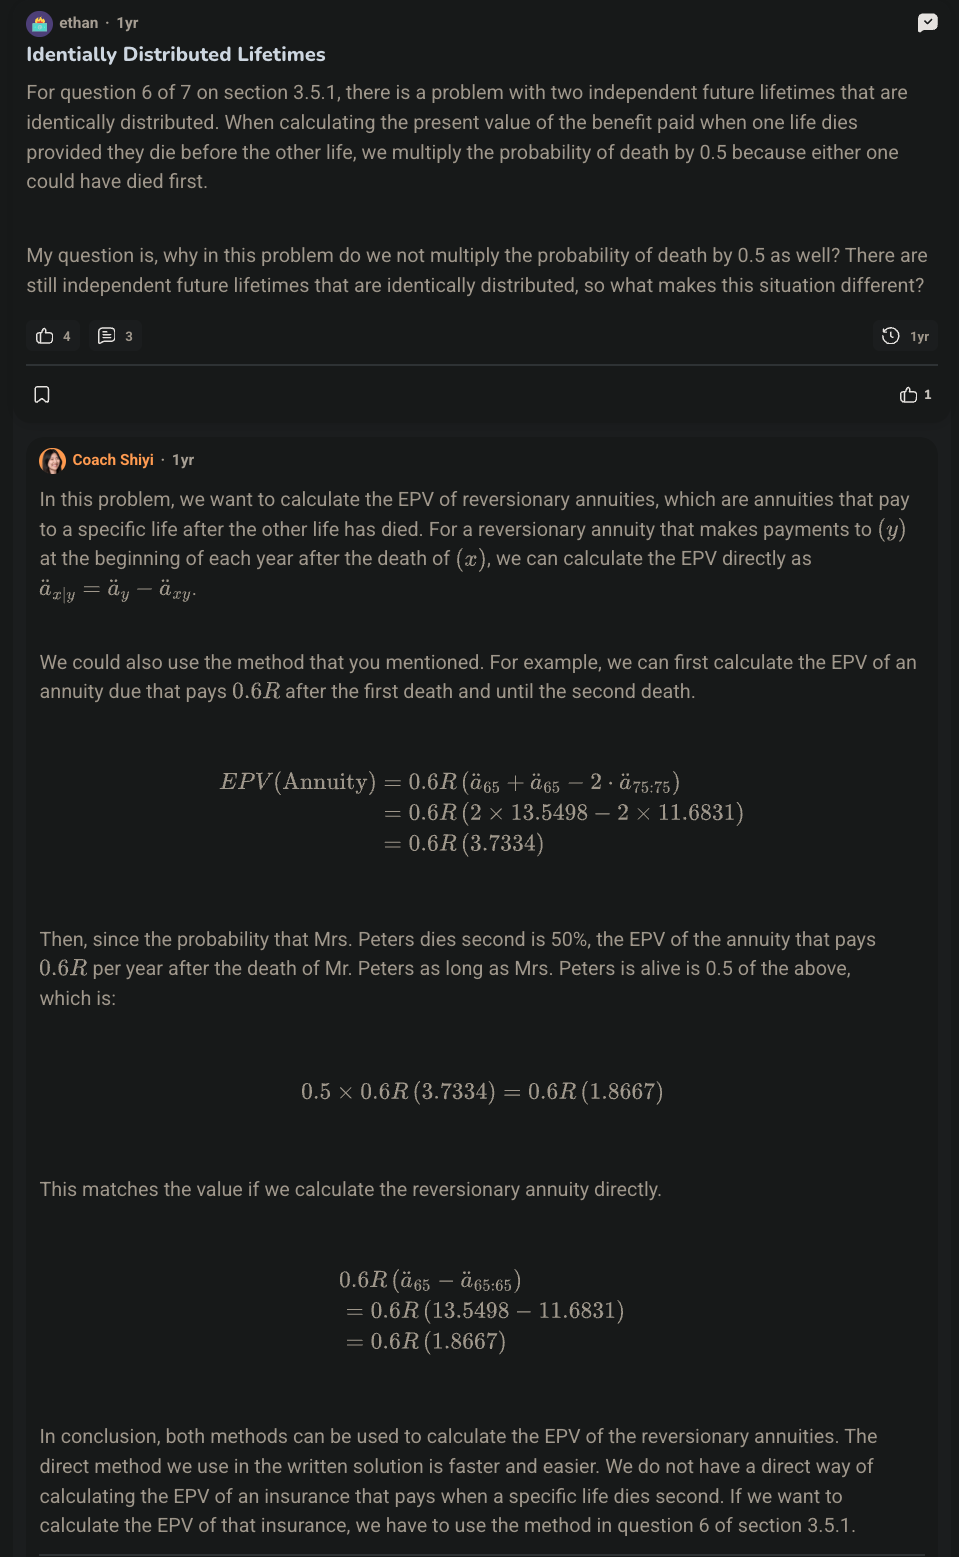 ethan · 1yr
Identially Distributed Lifetimes
For question 6 of 7 on section 3.5.1, there is a problem with two independent future lifetimes that are
identically distributed. When calculating the present value of the benefit paid when one life dies
provided they die before the other life, we multiply the probability of death by 0.5 because either one
could have died first.
My question is, why in this problem do we not multiply the probability of death by 0.5 as well? There are
still independent future lifetimes that are identically distributed, so what makes this situation different?
4 3 1yr
1
Coach Shiyi · 1yr
In this problem, we want to calculate the EPV of reversionary annuities, which are annuities that pay
to a specific life after the other life has died. For a reversionary annuity that makes payments to (y)
at the beginning of each year after the death of (x), we can calculate the EPV directly as
ä_{x|y} = ä_y − ä_{xy}.
We could also use the method that you mentioned. For example, we can first calculate the EPV of an
annuity due that pays 0.6R after the first death and until the second death.
EPV(Annuity) = 0.6R (ä_{65} + ä_{65} − 2 · ä_{75:75})
= 0.6R (2 × 13.5498 − 2 × 11.6831)
= 0.6R (3.7334)
Then, since the probability that Mrs. Peters dies second is 50%, the EPV of the annuity that pays
0.6R per year after the death of Mr. Peters as long as Mrs. Peters is alive is 0.5 of the above,
which is:
0.5 × 0.6R (3.7334) = 0.6R (1.8667)
This matches the value if we calculate the reversionary annuity directly.
0.6R (ä_{65} − ä_{65:65})
= 0.6R (13.5498 − 11.6831)
= 0.6R (1.8667)
In conclusion, both methods can be used to calculate the EPV of the reversionary annuities. The
direct method we use in the written solution is faster and easier. We do not have a direct way of
calculating the EPV of an insurance that pays when a specific life dies second. If we want to
calculate the EPV of that insurance, we have to use the method in question 6 of section 3.5.1.